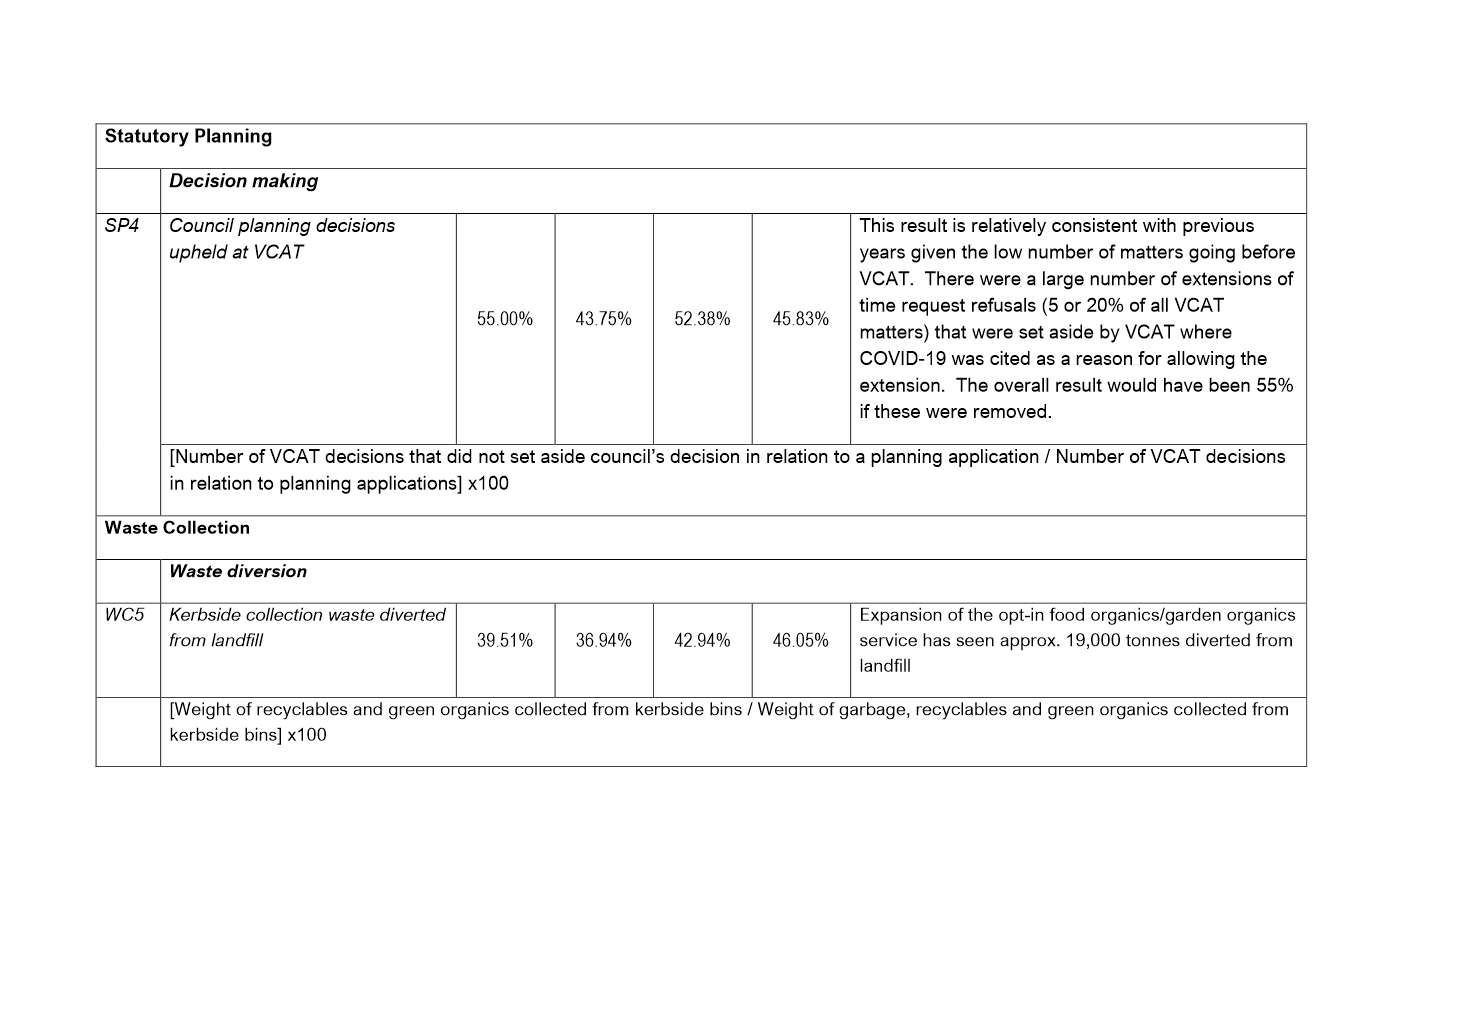 Statutory Planning
Decision making
SP4
Council planning decisions
upheld at VCAT
55.00%
43.75%
52.38%
45.83%
This result is relatively consistent with previous
years given the low number of matters going before
VCAT.  There were a large number of extensions of
time request refusals (5 or 20% of all VCAT
matters) that were set aside by VCAT where
COVID-19 was cited as a reason for allowing the
extension.  The overall result would have been 55%
if these were removed.
[Number of VCAT decisions that did not set aside council’s decision in relation to a planning application / Number of VCAT decisions
in relation to planning applications] x100
Waste Collection
Waste diversion
WC5
Kerbside collection waste diverted
from landfill
39.51%
36.94%
42.94%
46.05%
Expansion of the opt-in food organics/garden organics
service has seen approx. 19,000 tonnes diverted from
landfill
[Weight of recyclables and green organics collected from kerbside bins / Weight of garbage, recyclables and green organics collected from
kerbside bins] x100